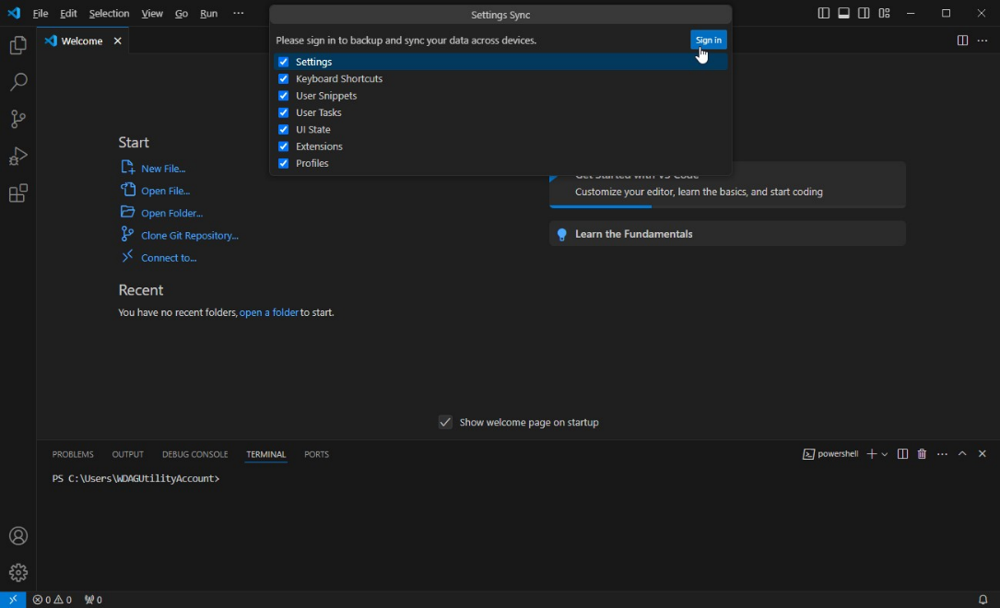 File Edit Selection View Go Run ···
Settings Sync
Welcome
Please sign in to backup and sync your data across devices.
Sign in
Settings
Keyboard Shortcuts
User Snippets
User Tasks
UI State
Extensions
Profiles
Start
New File...
Open File...
Open Folder...
Clone Git Repository...
Connect to...
Recent
You have no recent folders, open a folder to start.
Get Started with VS Code
Customize your editor, learn the basics, and start coding
Learn the Fundamentals
Show welcome page on startup
PROBLEMS OUTPUT DEBUG CONSOLE TERMINAL PORTS
powershell
PS C:\Users\WDAGUtilityAccount>
0 0 0